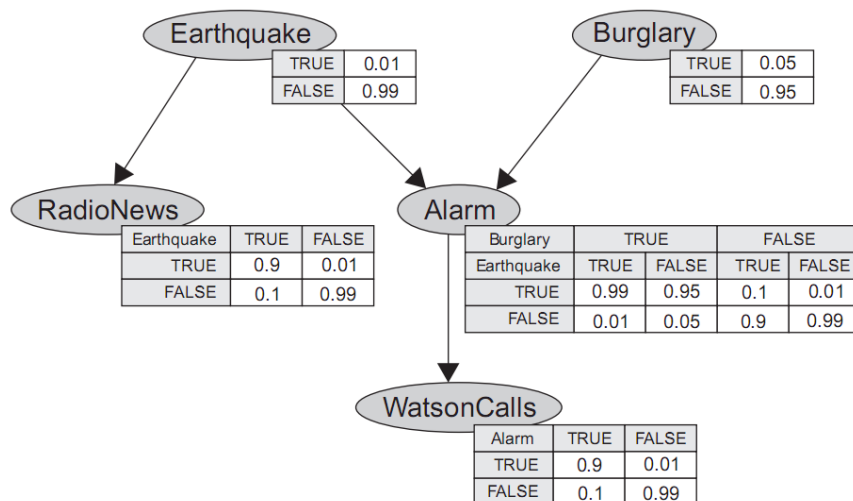 Earthquake
TRUE 0.01
FALSE 0.99
Burglary
TRUE 0.05
FALSE 0.95
RadioNews
Earthquake TRUE FALSE
TRUE 0.9 0.01
FALSE 0.1 0.99
Alarm
Burglary TRUE FALSE
Earthquake TRUE FALSE TRUE FALSE
TRUE 0.99 0.95 0.1 0.01
FALSE 0.01 0.05 0.9 0.99
WatsonCalls
Alarm TRUE FALSE
TRUE 0.9 0.01
FALSE 0.1 0.99